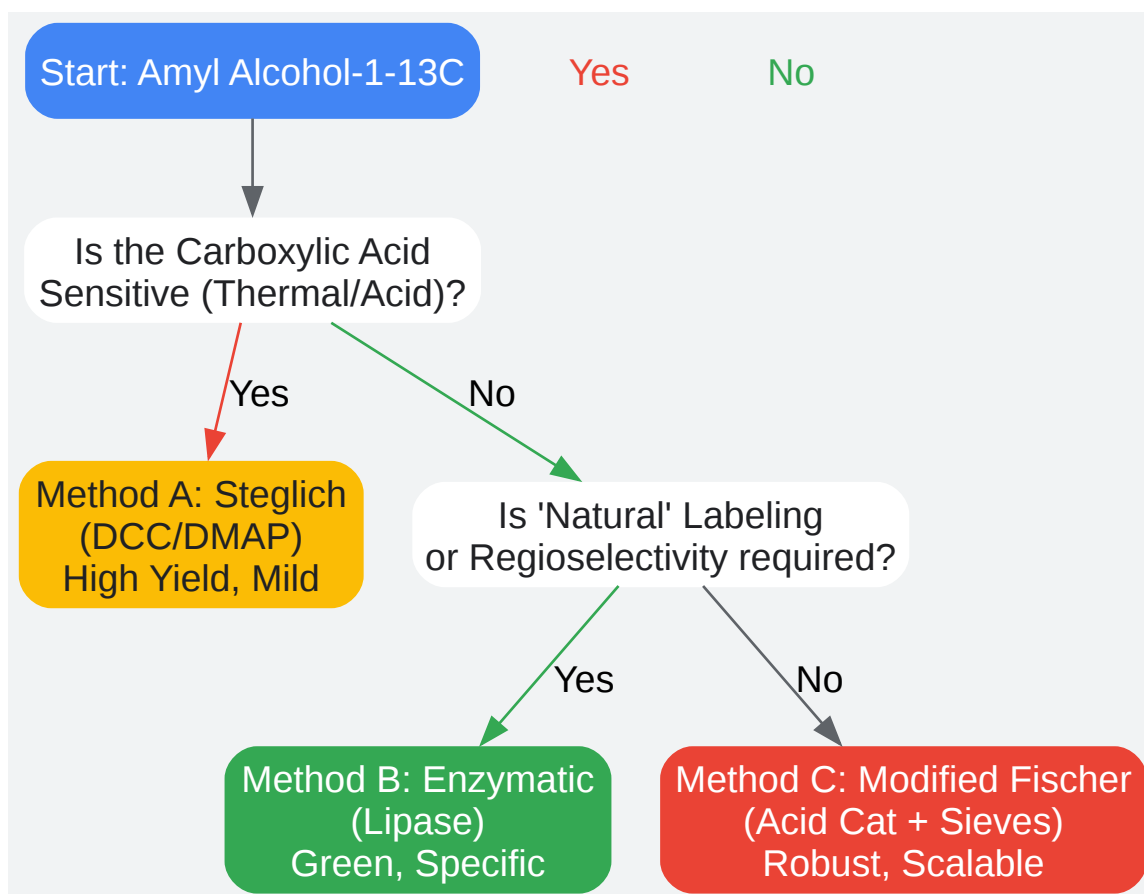 Start: Amyl Alcohol-1-13C
Yes
No
Is the Carboxylic Acid
Sensitive (Thermal/Acid)?
Yes
No
Method A: Steglich
(DCC/DMAP)
High Yield, Mild
Is 'Natural' Labeling
or Regioselectivity required?
Yes
No
Method B: Enzymatic
(Lipase)
Green, Specific
Method C: Modified Fischer
(Acid Cat + Sieves)
Robust, Scalable